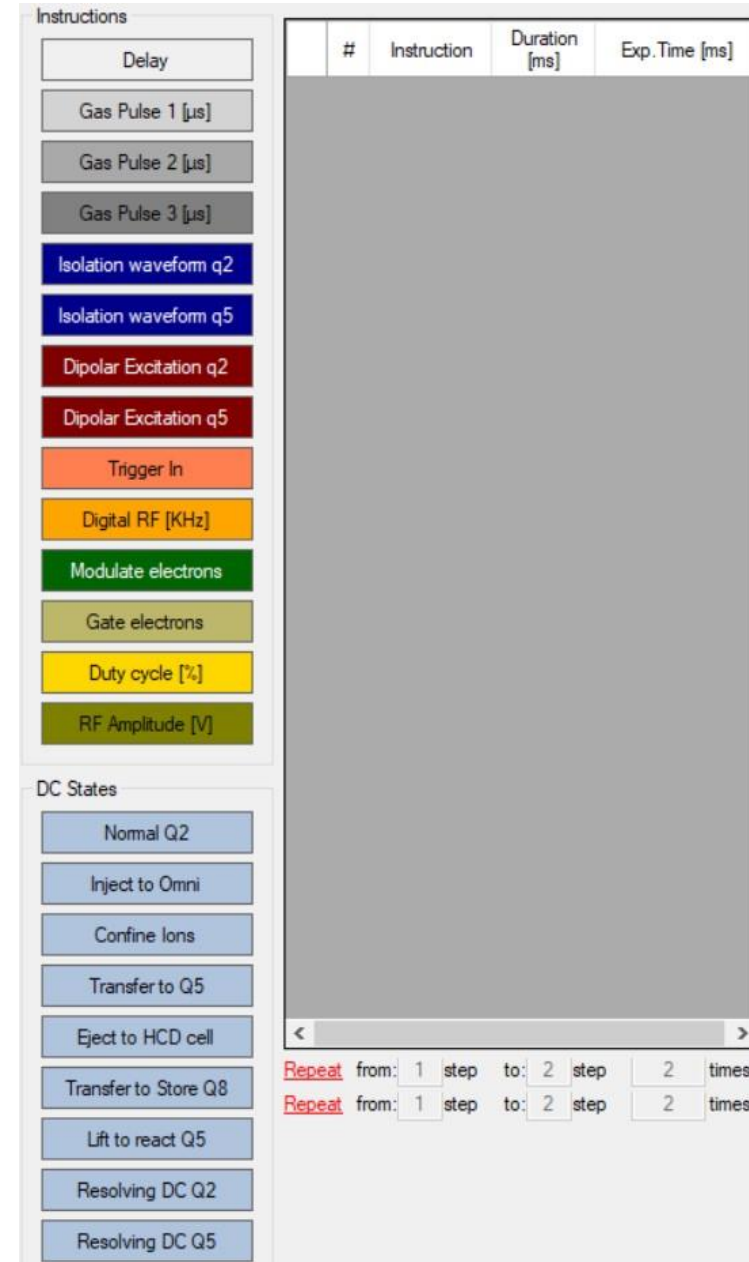 Instructions
Delay
Gas Pulse 1 [µs]
Gas Pulse 2 [µs]
Gas Pulse 3 [µs]
Isolation waveform q2
Isolation waveform q5
Dipolar Excitation q2
Dipolar Excitation q5
Trigger In
Digital RF [KHz]
Modulate electrons
Gate electrons
Duty cycle [%]
RF Amplitude [V]
DC States
Normal Q2
Inject to Omni
Confine Ions
Transfer to Q5
Eject to HCD cell
Transfer to Store Q8
Lift to react Q5
Resolving DC Q2
Resolving DC Q5
# Instruction Duration [ms] Exp.Time [ms]
Repeat from: 1 step to: 2 step 2 times
Repeat from: 1 step to: 2 step 2 times